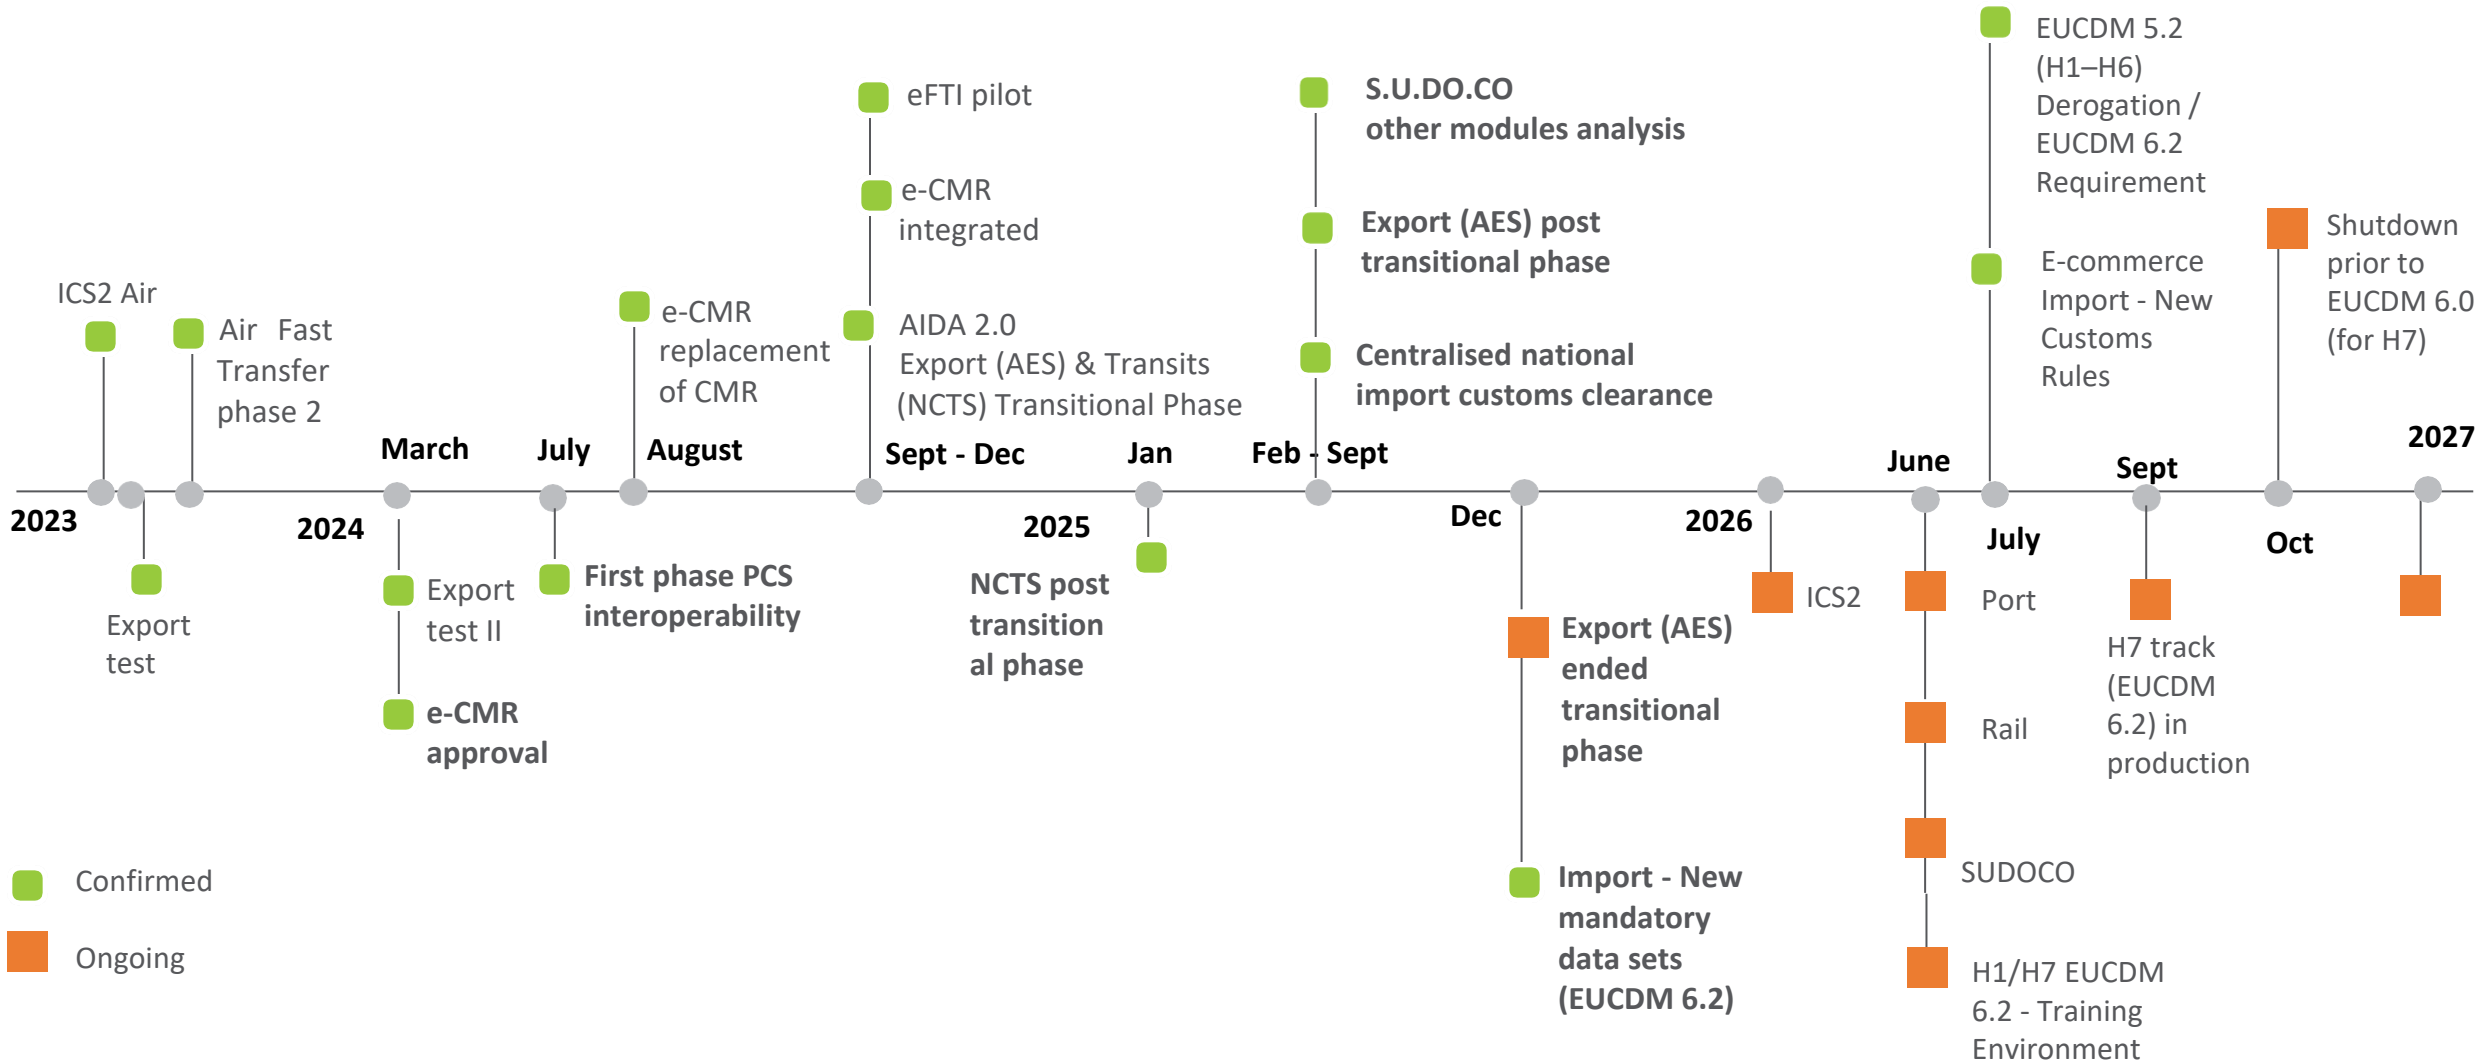 ICS2 Air
Air Fast
Transfer
phase 2
e-CMR
replacement
of CMR
eFTI pilot
e-CMR
integrated
AIDA 2.0
Export (AES) & Transits
(NCTS) Transitional Phase
S.U.DO.CO
other modules analysis
Export (AES) post
transitional phase
Centralised national
import customs clearance
EUCDM 5.2
(H1–H6)
Derogation /
EUCDM 6.2
Requirement
E-commerce
Import - New
Customs
Rules
Shutdown
prior to
EUCDM 6.0
(for H7)
March
July
August
Sept - Dec
Jan
Feb - Sept
June
Sept
2027
2023
2024
2025
Dec
2026
July
Oct
Export
test
Export
test II
e-CMR
approval
First phase PCS
interoperability
NCTS post
transition
al phase
Export (AES)
ended
transitional
phase
Import - New
mandatory
data sets
(EUCDM 6.2)
ICS2
Port
Rail
SUDOCO
H1/H7 EUCDM
6.2 - Training
Environment
H7 track
(EUCDM
6.2) in
production
Confirmed
Ongoing